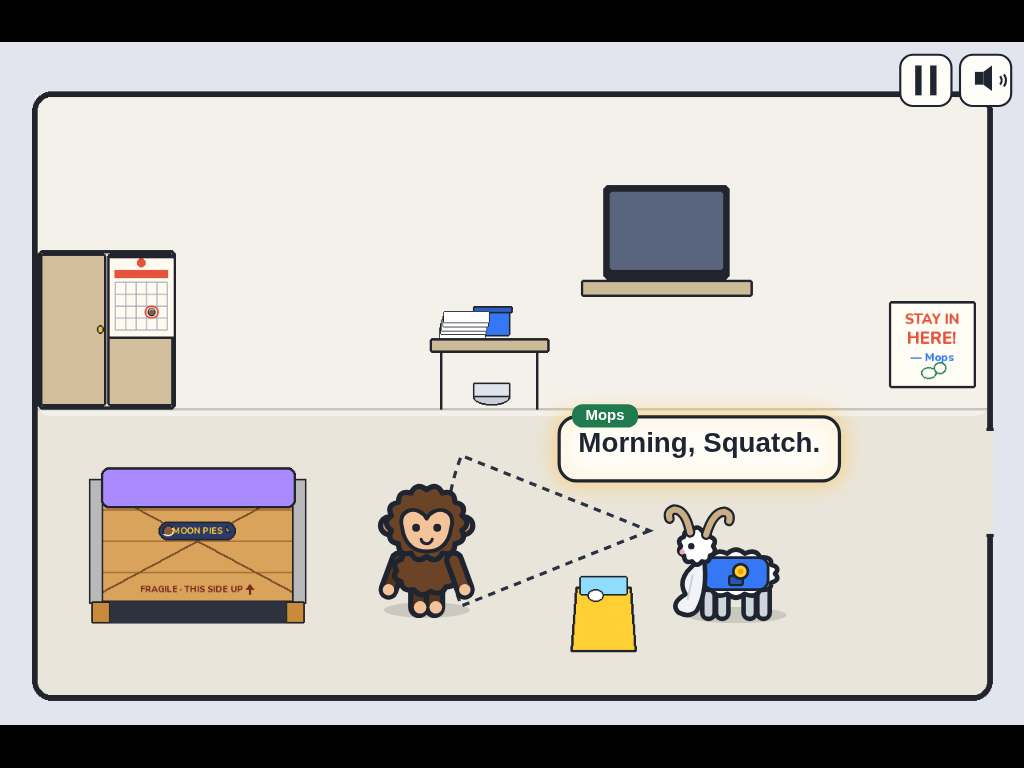 STAY IN
HERE!
— Mops
Mops
Morning, Squatch.
MOON PIES
FRAGILE · THIS SIDE UP